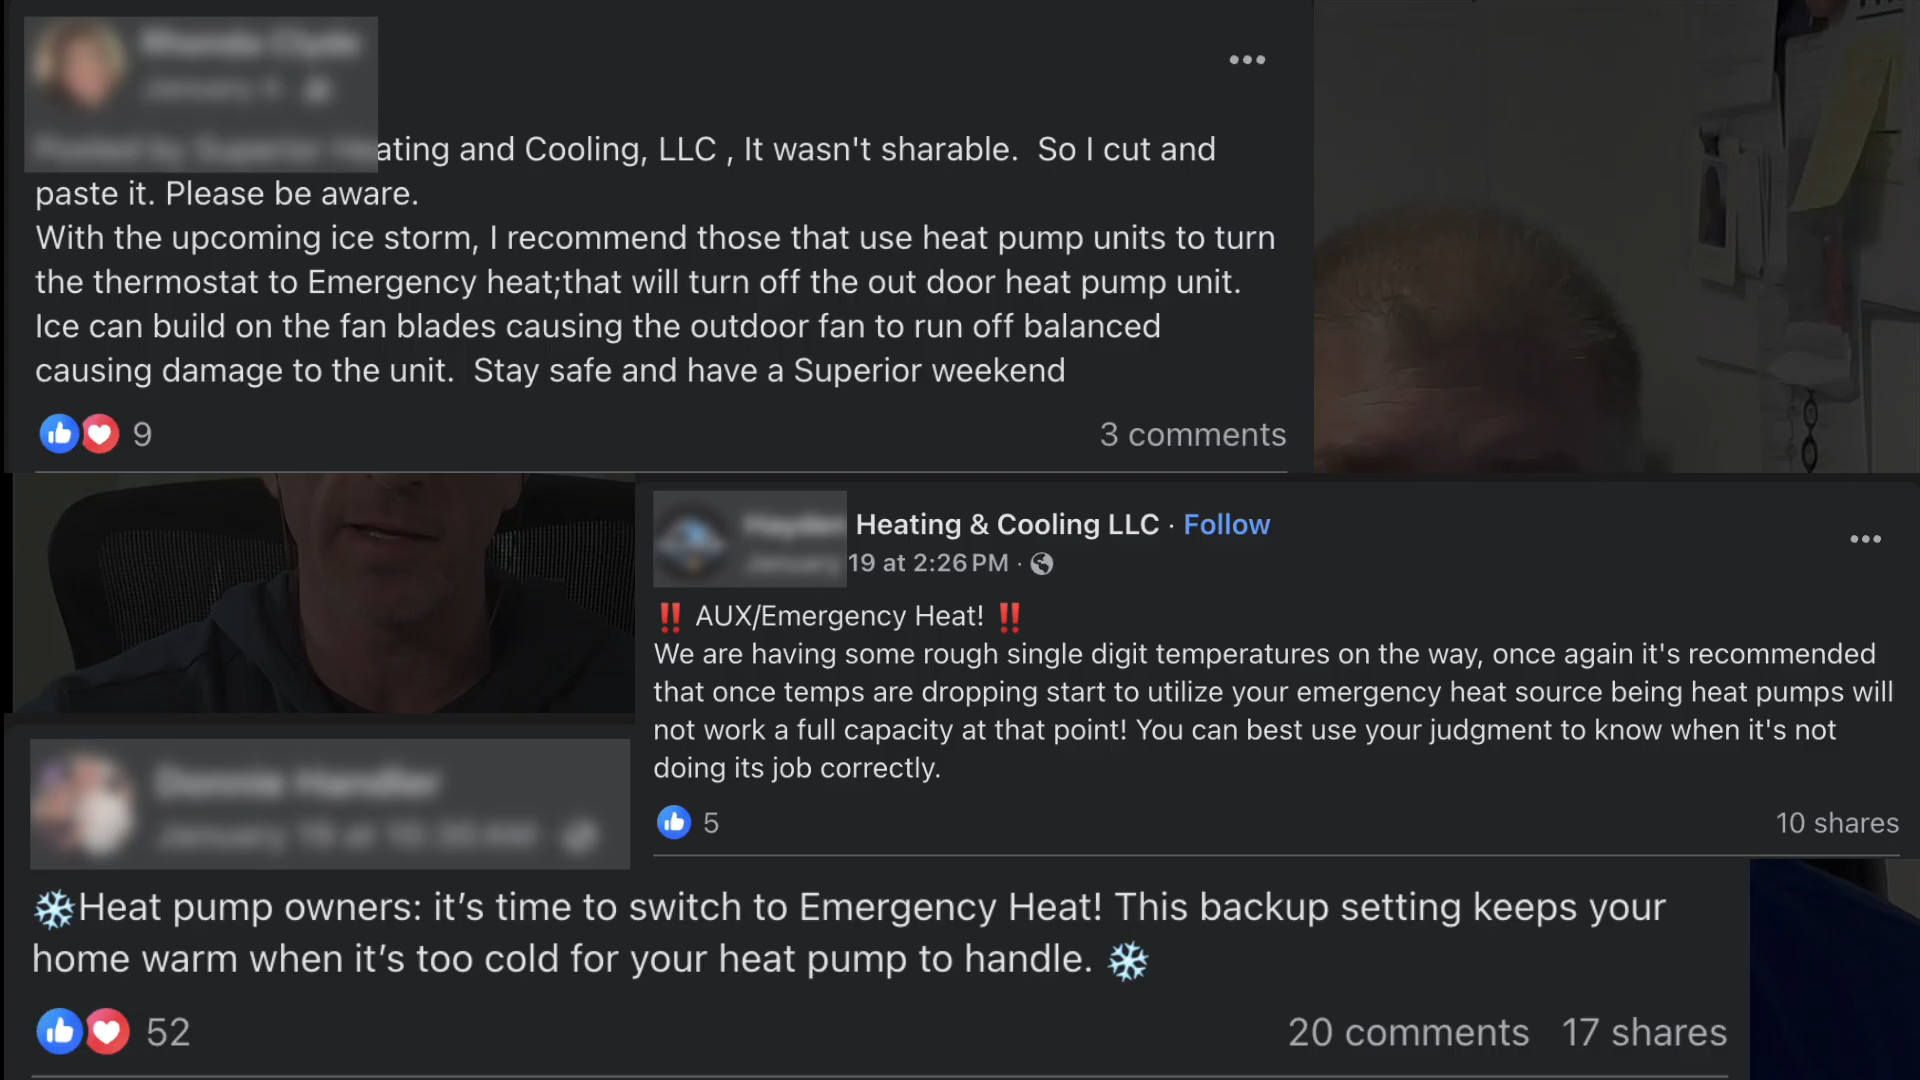 ating and Cooling, LLC , It wasn't sharable.  So I cut and
paste it. Please be aware.
With the upcoming ice storm, I recommend those that use heat pump units to turn
the thermostat to Emergency heat;that will turn off the out door heat pump unit.
Ice can build on the fan blades causing the outdoor fan to run off balanced
causing damage to the unit.  Stay safe and have a Superior weekend
9
3 comments
Heating & Cooling LLC · Follow
19 at 2:26 PM ·
‼️ AUX/Emergency Heat! ‼️
We are having some rough single digit temperatures on the way, once again it's recommended
that once temps are dropping start to utilize your emergency heat source being heat pumps will
not work a full capacity at that point! You can best use your judgment to know when it's not
doing its job correctly.
5
10 shares
❄️Heat pump owners: it’s time to switch to Emergency Heat! This backup setting keeps your
home warm when it’s too cold for your heat pump to handle. ❄️
52
20 comments 17 shares